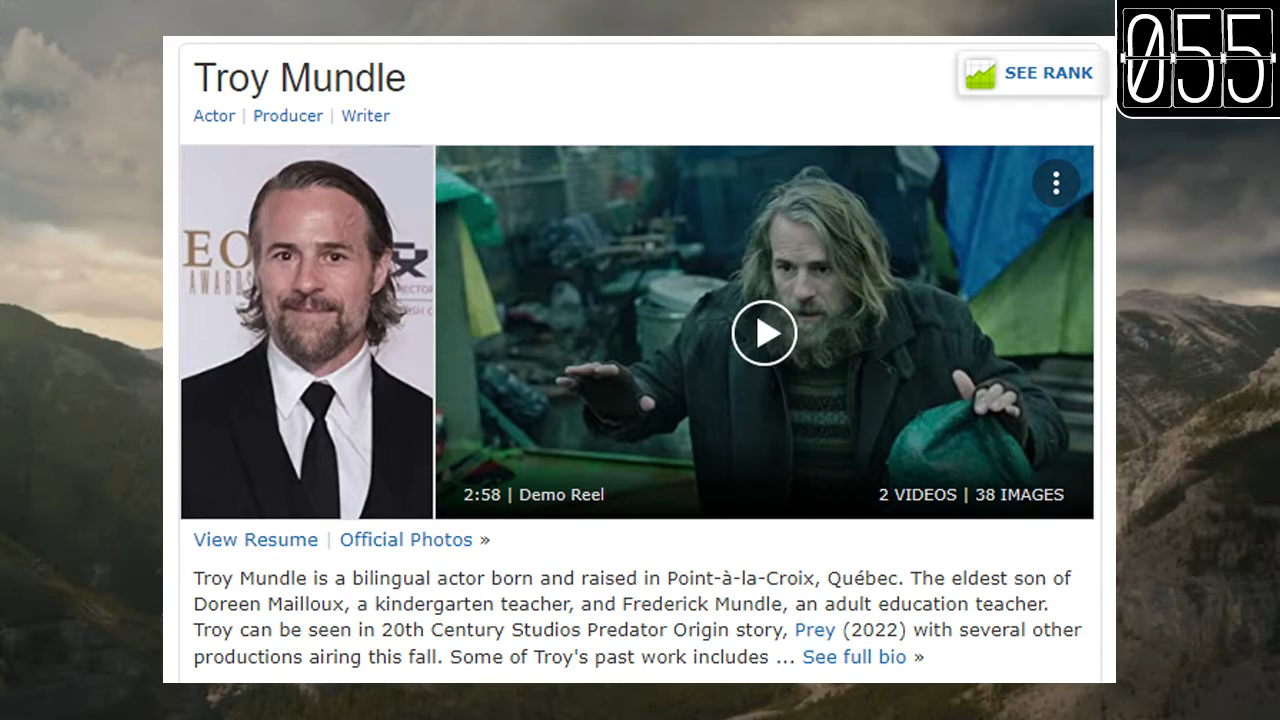 055
Troy Mundle
SEE RANK
Actor | Producer | Writer
EO
AWARDS
2:58 | Demo Reel
2 VIDEOS | 38 IMAGES
View Resume | Official Photos »
Troy Mundle is a bilingual actor born and raised in Point-à-la-Croix, Québec. The eldest son of
Doreen Mailloux, a kindergarten teacher, and Frederick Mundle, an adult education teacher.
Troy can be seen in 20th Century Studios Predator Origin story, Prey (2022) with several other
productions airing this fall. Some of Troy's past work includes ... See full bio »